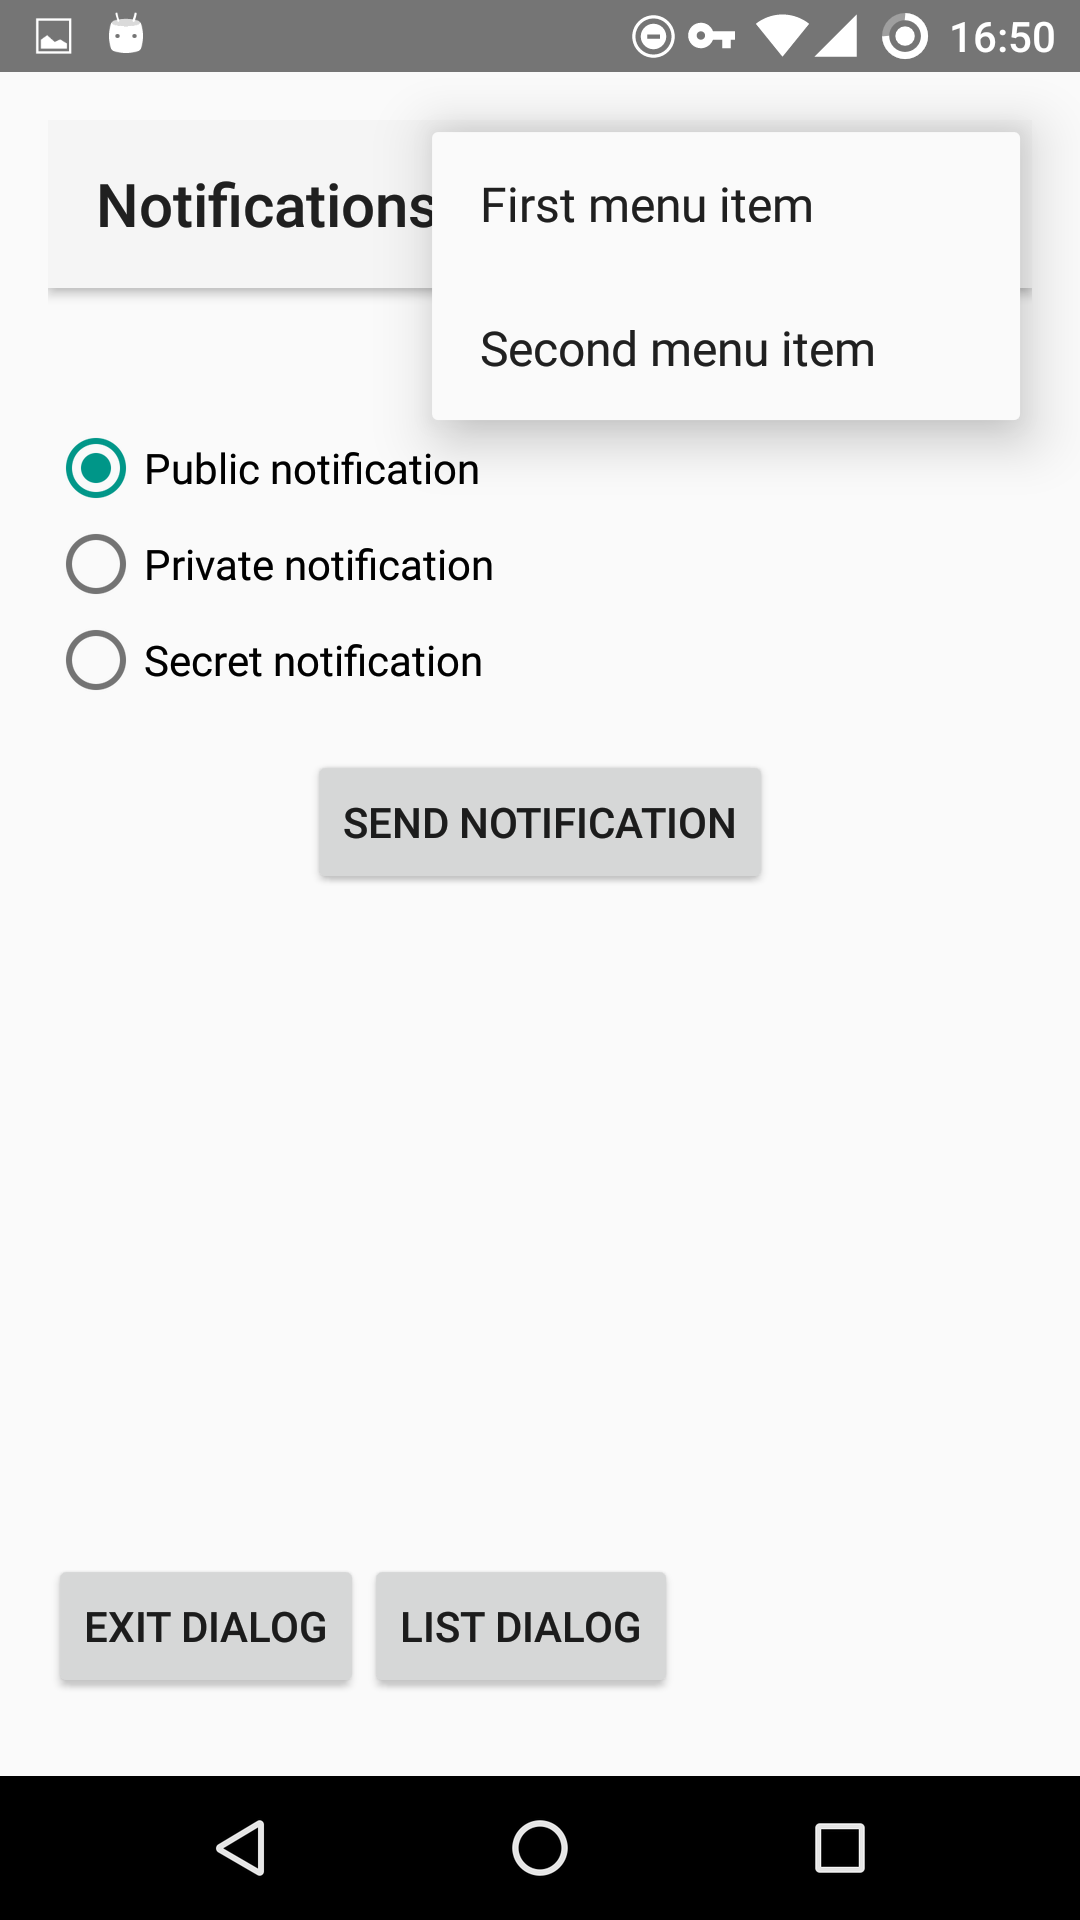 16:50
Notifications
First menu item
Second menu item
Public notification
Private notification
Secret notification
SEND NOTIFICATION
EXIT DIALOG LIST DIALOG